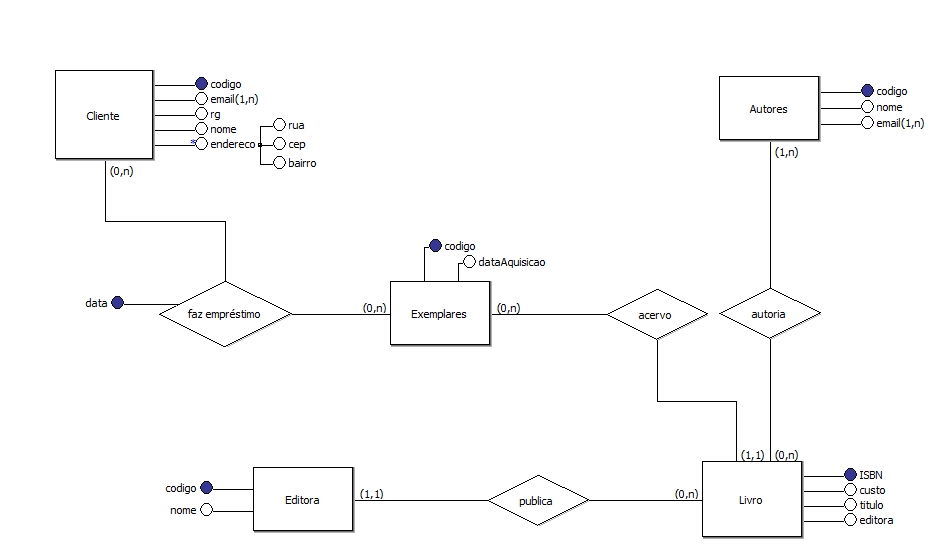 Cliente
codigo
email(1,n)
rg
nome
*
endereco
rua
cep
bairro
(0,n)
Autores
codigo
nome
email(1,n)
(1,n)
data
faz empréstimo
(0,n)
codigo
dataAquisicao
Exemplares
(0,n)
acervo
autoria
(1,1)
(0,n)
codigo
nome
Editora
(1,1)
publica
(0,n)
Livro
ISBN
custo
titulo
editora